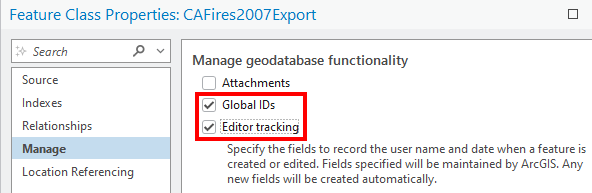 Feature Class Properties: CAFires2007Export
Search
Source
Indexes
Relationships
Manage
Location Referencing
Manage geodatabase functionality
Attachments
Global IDs
Editor tracking
Specify the fields to record the user name and date when a feature is
created or edited. Fields specified will be maintained by ArcGIS. Any
new fields will be created automatically.